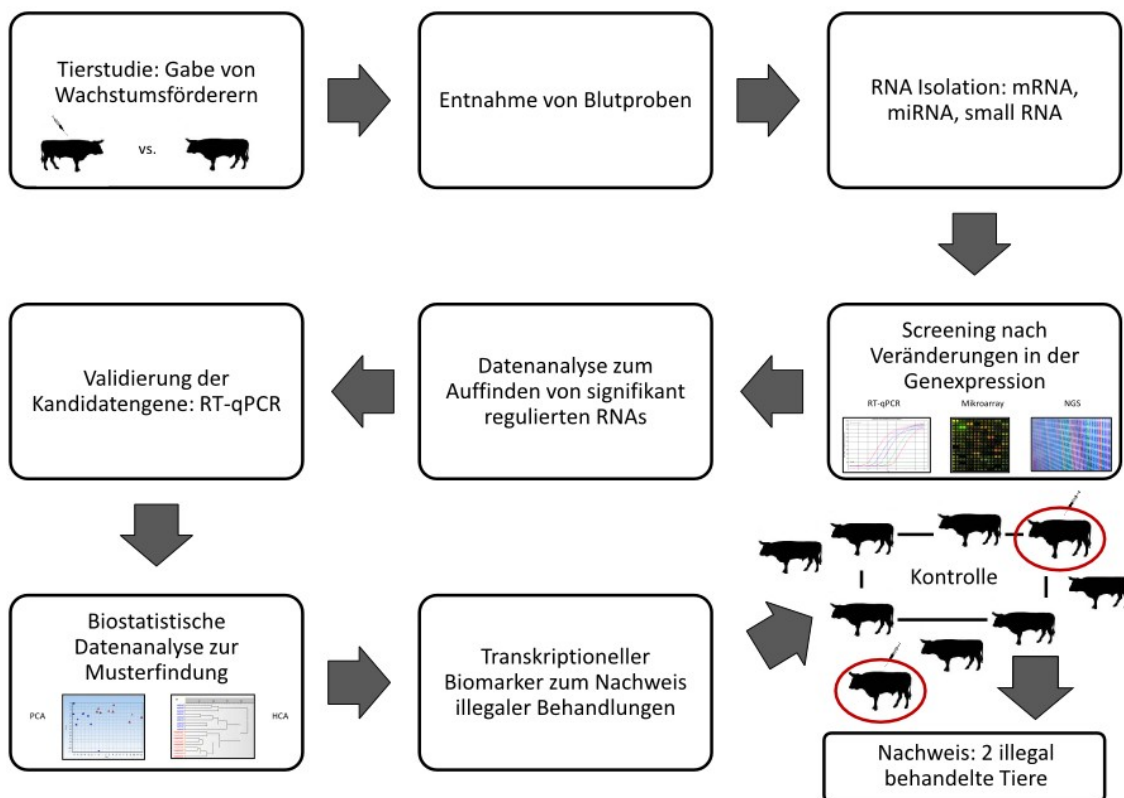 Tierstudie: Gabe von
Wachstumsförderern
vs.
Entnahme von Blutproben
RNA Isolation: mRNA,
miRNA, small RNA
Screening nach
Veränderungen in der
Genexpression
RT-qPCR
Mikroarray
NGS
Datenanalyse zum
Auffinden von signifikant
regulierten RNAs
Validierung der
Kandidatengene: RT-qPCR
Biostatistische
Datenanalyse zur
Musterfindung
PCA
HCA
Transkriptioneller
Biomarker zum Nachweis
illegaler Behandlungen
Kontrolle
Nachweis: 2 illegal
behandelte Tiere